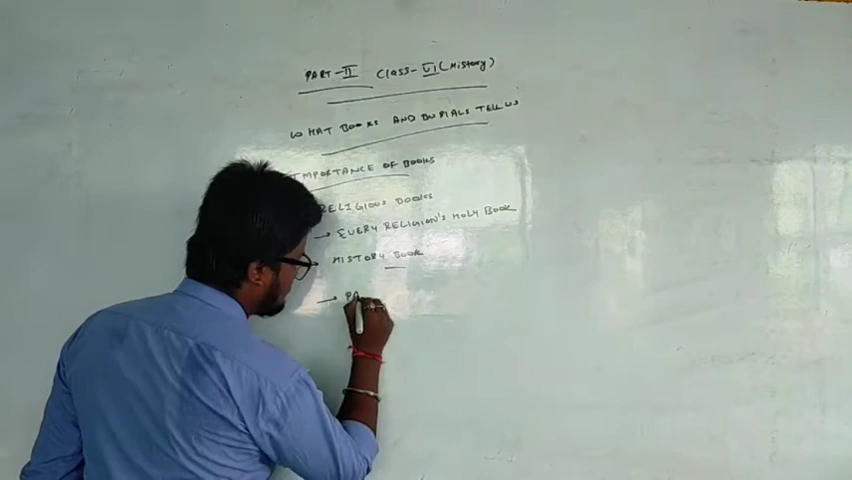 PART-II CLASS-VI (HISTORY)
WHAT BOOKS AND BURIALS TELL US
IMPORTANCE OF BOOKS
RELIGIOUS BOOKS
→ EVERY RELIGION'S HOLY BOOK
HISTORY BOOK
→ PA